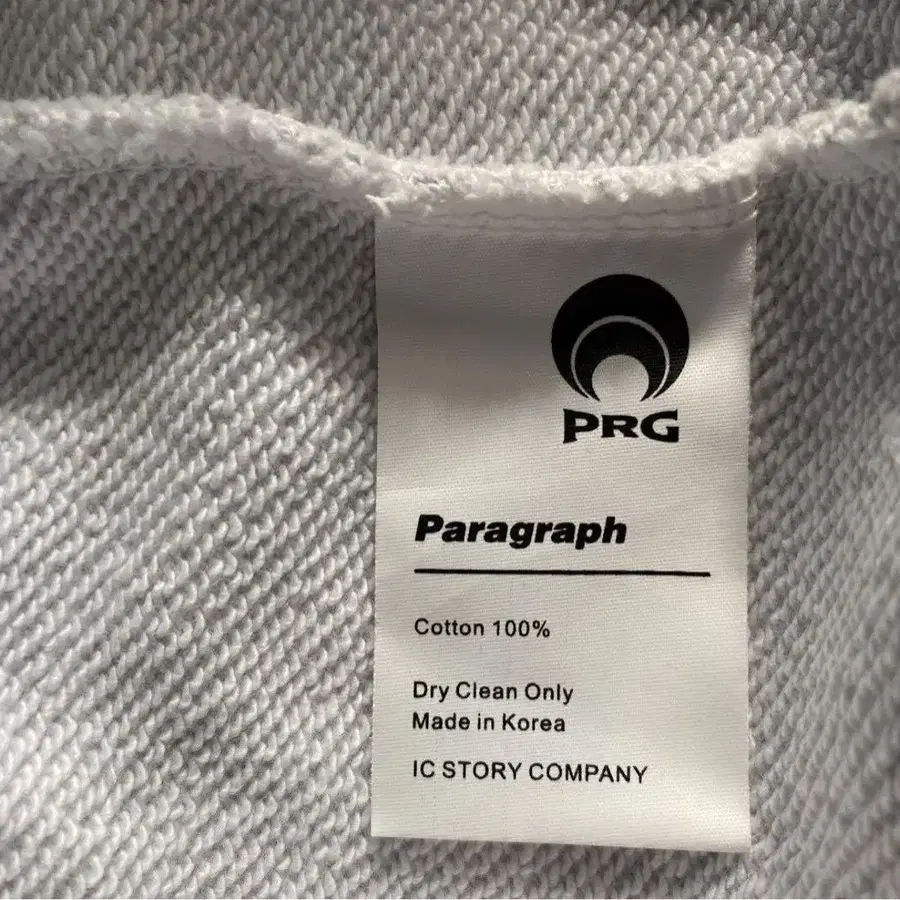 PRG
Paragraph
Cotton 100%
Dry Clean Only
Made in Korea
IC STORY COMPANY